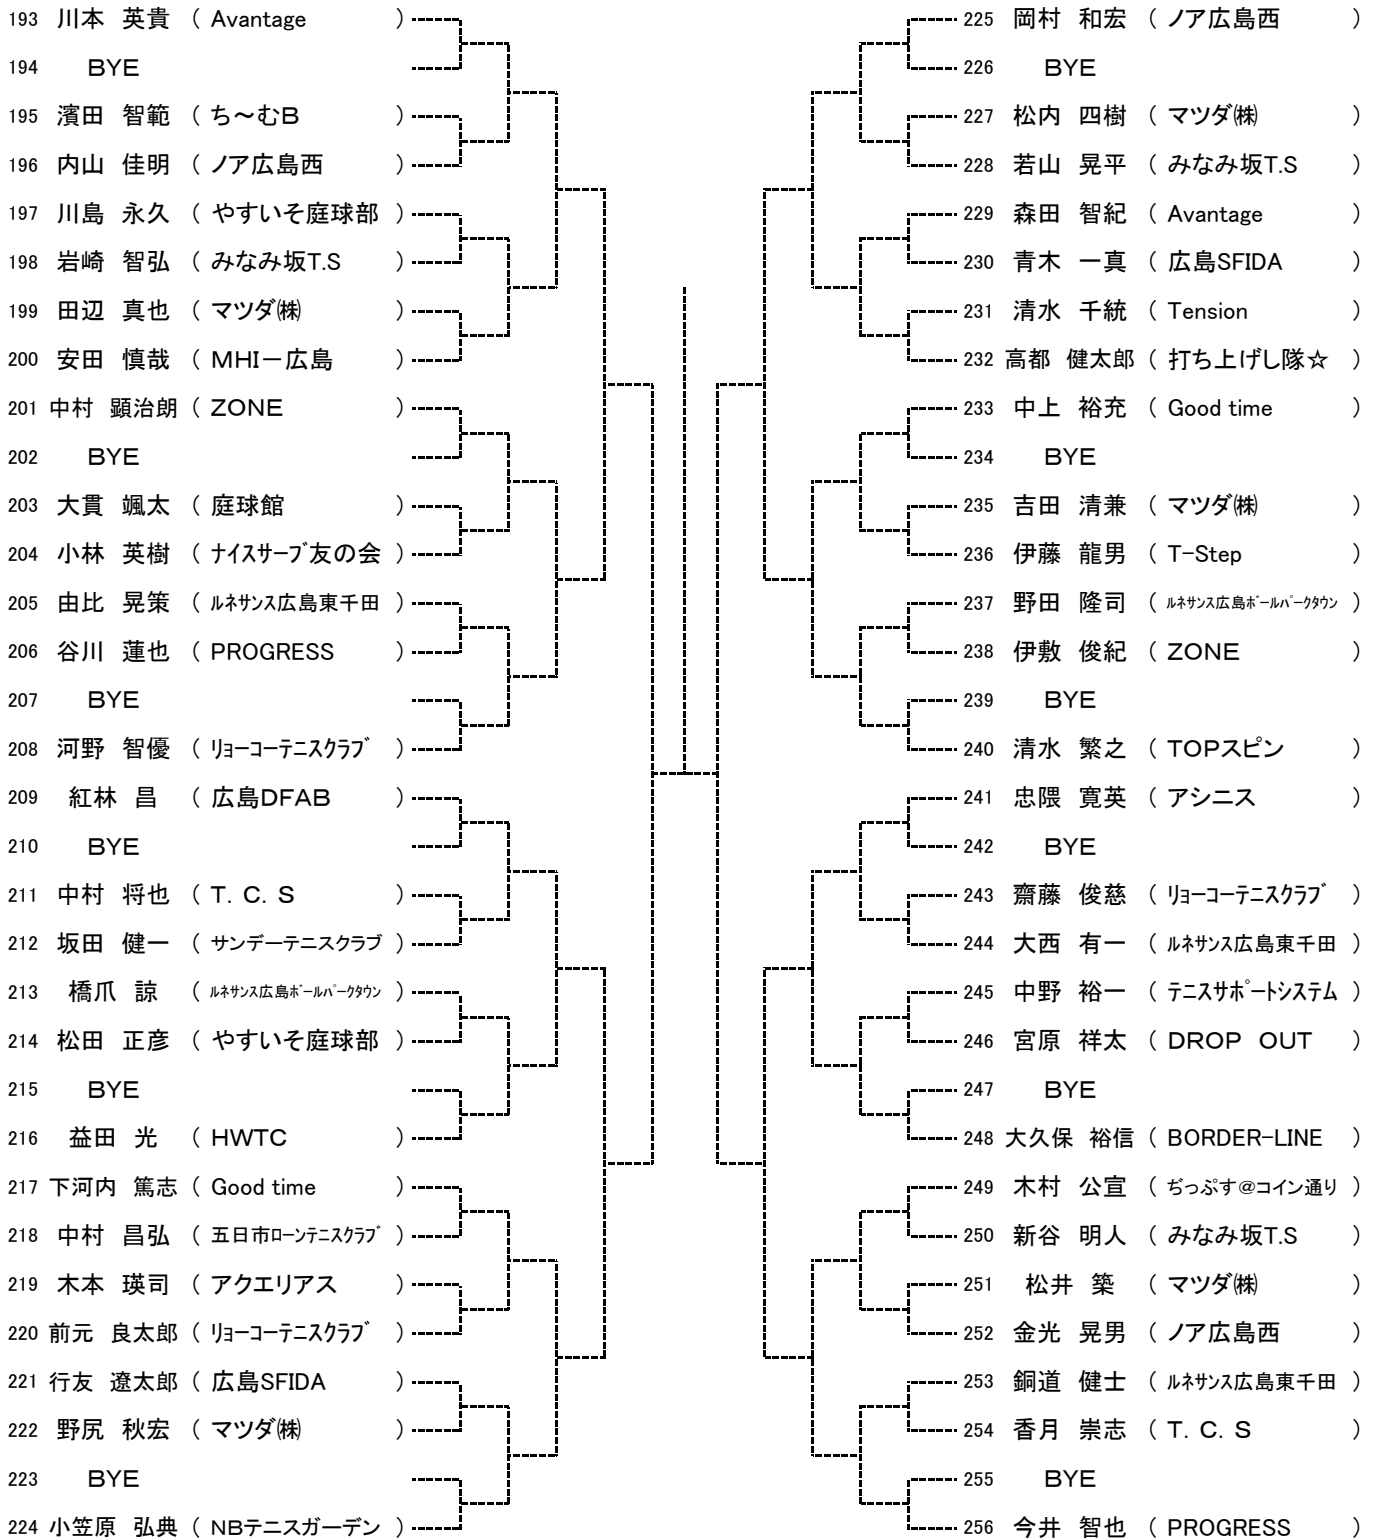 193 川本 英貴 ( Avantage )
194 BYE
195 濱田 智範 ( ち～むB )
196 内山 佳明 ( ノア広島西 )
197 川島 永久 ( やすいそ庭球部 )
198 岩崎 智弘 ( みなみ坂T.S )
199 田辺 真也 ( マツダ㈱ )
200 安田 慎哉 ( MHI－広島 )
201 中村 顕治朗 ( ZONE )
202 BYE
203 大貫 颯太 ( 庭球館 )
204 小林 英樹 ( ﾅｲｽｻｰﾌﾞ友の会 )
205 由比 晃策 ( ﾙﾈｻﾝｽ広島東千田 )
206 谷川 蓮也 ( PROGRESS )
207 BYE
208 河野 智優 ( ﾘｮｰｺｰﾃﾆｽｸﾗﾌﾞ )
209 紅林 昌 ( 広島DFAB )
210 BYE
211 中村 将也 ( T．C．S )
212 坂田 健一 ( サンデーテニスクラブ )
213 橋爪 諒 ( ﾙﾈｻﾝｽ広島ﾎﾞｰﾙﾊﾟｰｸﾀｳﾝ )
214 松田 正彦 ( やすいそ庭球部 )
215 BYE
216 益田 光 ( HWTC )
217 下河内 篤志 ( Good time )
218 中村 昌弘 ( 五日市ﾛｰﾝﾃﾆｽｸﾗﾌﾞ )
219 木本 瑛司 ( アクエリアス )
220 前元 良太郎 ( ﾘｮｰｺｰﾃﾆｽｸﾗﾌﾞ )
221 行友 遼太郎 ( 広島SFIDA )
222 野尻 秋宏 ( マツダ㈱ )
223 BYE
224 小笠原 弘典 ( NBテニスガーデン )
225 岡村 和宏 ( ノア広島西 )
226 BYE
227 松内 四樹 ( マツダ㈱ )
228 若山 晃平 ( みなみ坂T.S )
229 森田 智紀 ( Avantage )
230 青木 一真 ( 広島SFIDA )
231 清水 千統 ( Tension )
232 高都 健太郎 ( 打ち上げし隊☆ )
233 中上 裕充 ( Good time )
234 BYE
235 吉田 清兼 ( マツダ㈱ )
236 伊藤 龍男 ( T-Step )
237 野田 隆司 ( ﾙﾈｻﾝｽ広島ﾎﾞｰﾙﾊﾟｰｸﾀｳﾝ )
238 伊敷 俊紀 ( ZONE )
239 BYE
240 清水 繁之 ( TOPスピン )
241 忠隈 寛英 ( アシニス )
242 BYE
243 齋藤 俊慈 ( ﾘｮｰｺｰﾃﾆｽｸﾗﾌﾞ )
244 大西 有一 ( ﾙﾈｻﾝｽ広島東千田 )
245 中野 裕一 ( ﾃﾆｽｻﾎﾟｰﾄｼｽﾃﾑ )
246 宮原 祥太 ( DROP OUT )
247 BYE
248 大久保 裕信 ( BORDER-LINE )
249 木村 公宣 ( ぢっぷす＠コイン通り )
250 新谷 明人 ( みなみ坂T.S )
251 松井 築 ( マツダ㈱ )
252 金光 晃男 ( ノア広島西 )
253 銅道 健士 ( ﾙﾈｻﾝｽ広島東千田 )
254 香月 崇志 ( T．C．S )
255 BYE
256 今井 智也 ( PROGRESS )